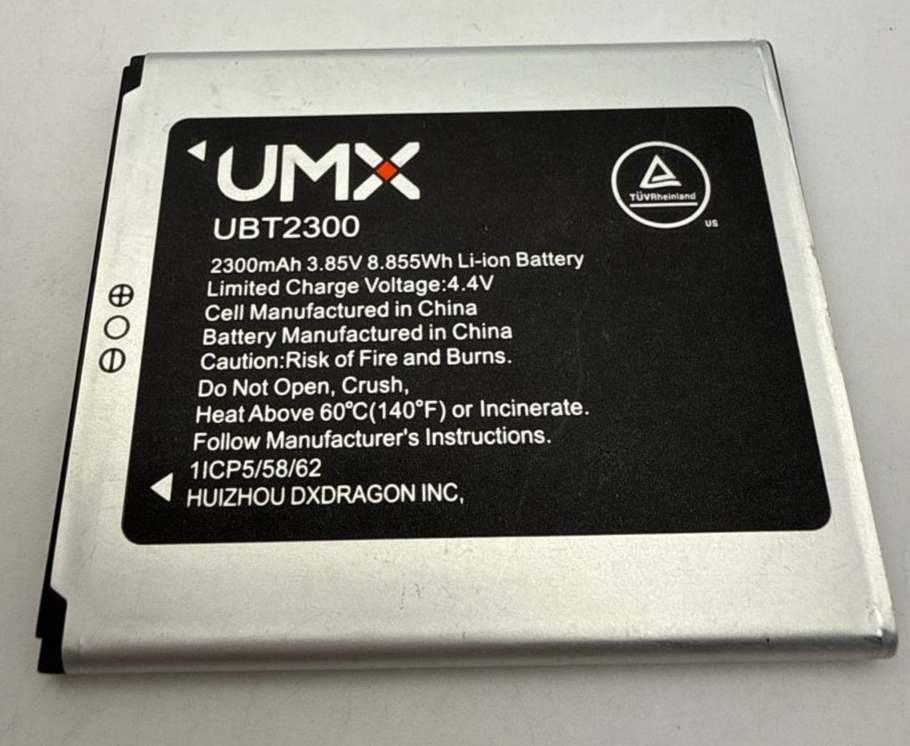 UMX
TÜVRheinland
US
UBT2300
2300mAh 3.85V 8.855Wh Li-ion Battery
Limited Charge Voltage:4.4V
Cell Manufactured in China
Battery Manufactured in China
Caution:Risk of Fire and Burns.
Do Not Open, Crush,
Heat Above 60℃(140°F) or Incinerate.
Follow Manufacturer's Instructions.
1ICP5/58/62
HUIZHOU DXDRAGON INC,